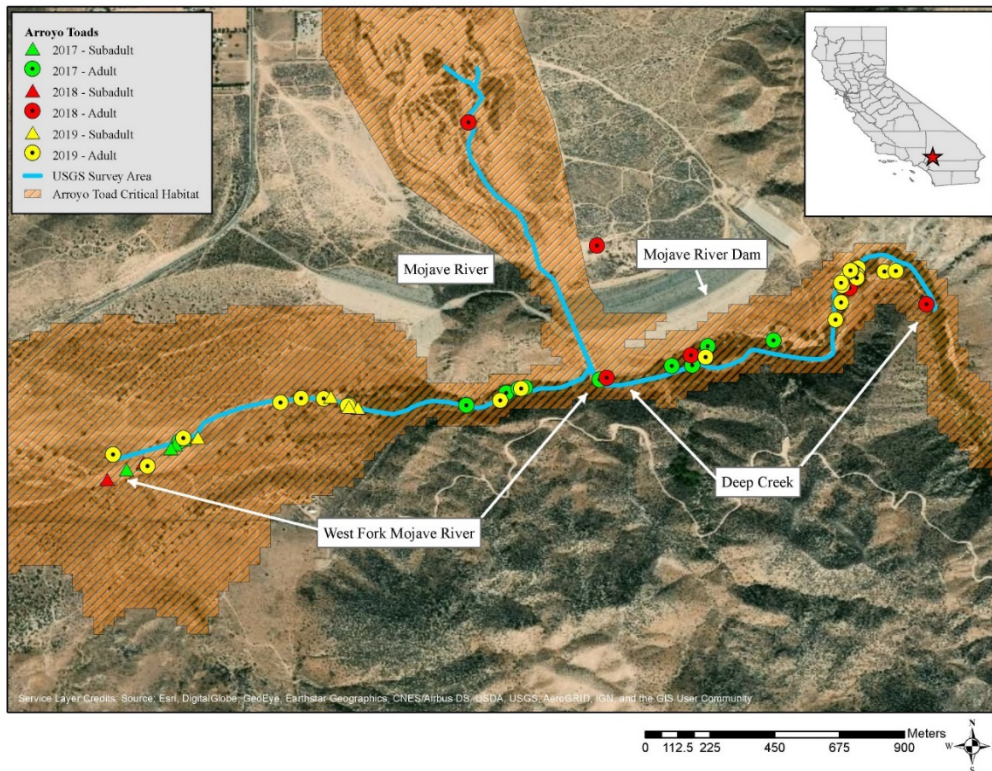 Arroyo Toads
2017 - Subadult
2017 - Adult
2018 - Subadult
2018 - Adult
2019 - Subadult
2019 - Adult
USGS Survey Area
Arroyo Toad Critical Habitat
Mojave River
Mojave River Dam
Deep Creek
West Fork Mojave River
Service Layer Credits: Source: Esri, DigitalGlobe, GeoEye, Earthstar Geographics, CNES/Airbus DS, USDA, USGS, AeroGRID, IGN, and the GIS User Community
Meters
0 112.5 225 450 675 900
N
W E
S